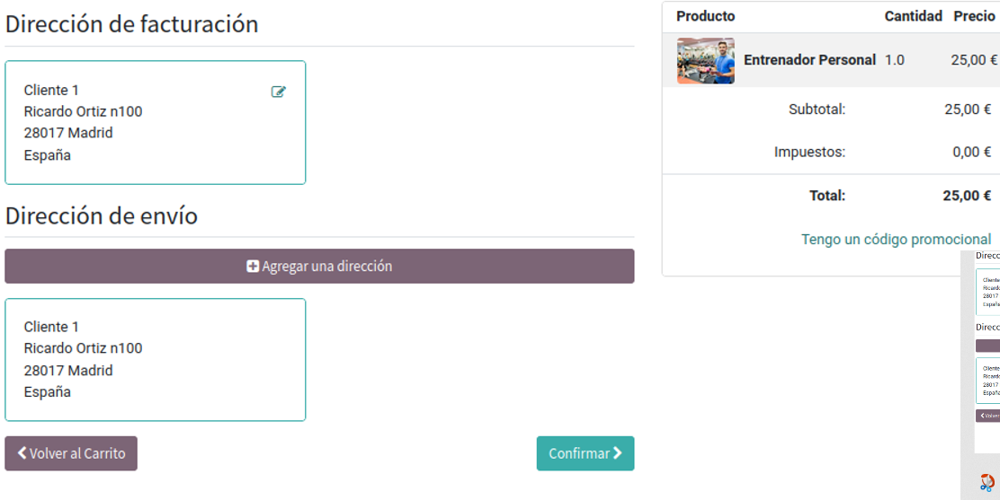 Dirección de facturación
Cliente 1
Ricardo Ortiz n100
28017 Madrid
España
Dirección de envío
Agregar una dirección
Cliente 1
Ricardo Ortiz n100
28017 Madrid
España
Volver al Carrito
Confirmar
Producto Cantidad Precio
Entrenador Personal 1.0 25,00 €
Subtotal: 25,00 €
Impuestos: 0,00 €
Total: 25,00 €
Tengo un código promocional
Direcc
Cliente
Ricard
28017
España
Direcc
Cliente
Ricard
28017
España
Volver